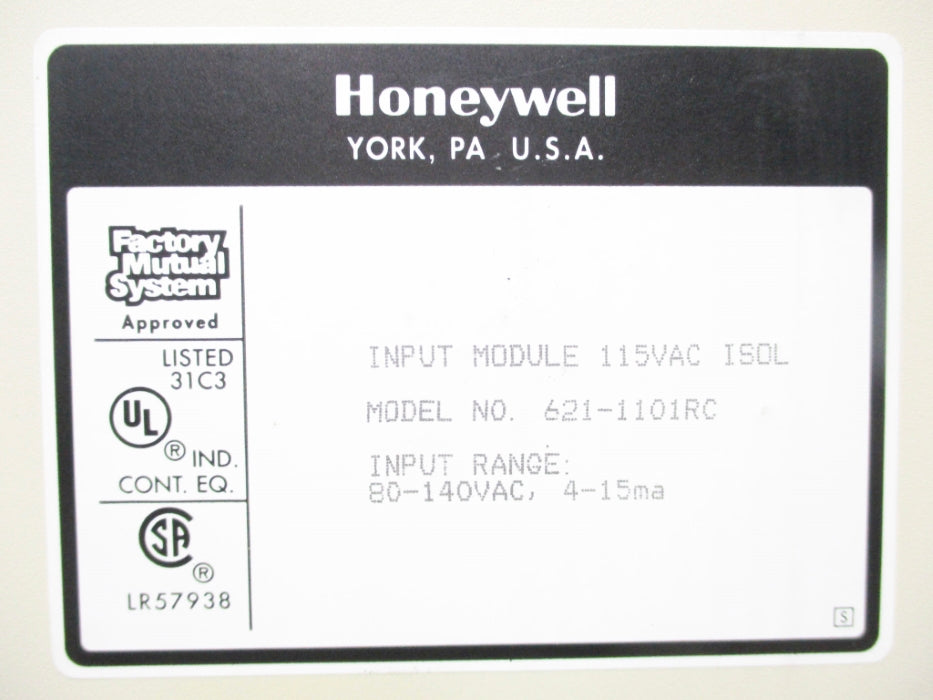 Honeywell
YORK, PA U.S.A.
Factory
Mutual
System
Approved
LISTED
31C3
UL
® IND.
CONT. EQ.
SA
®
LR57938
INPUT MODULE 115VAC ISOL
MODEL NO. 621-1101RC
INPUT RANGE:
80-140VAC, 4-15ma
S